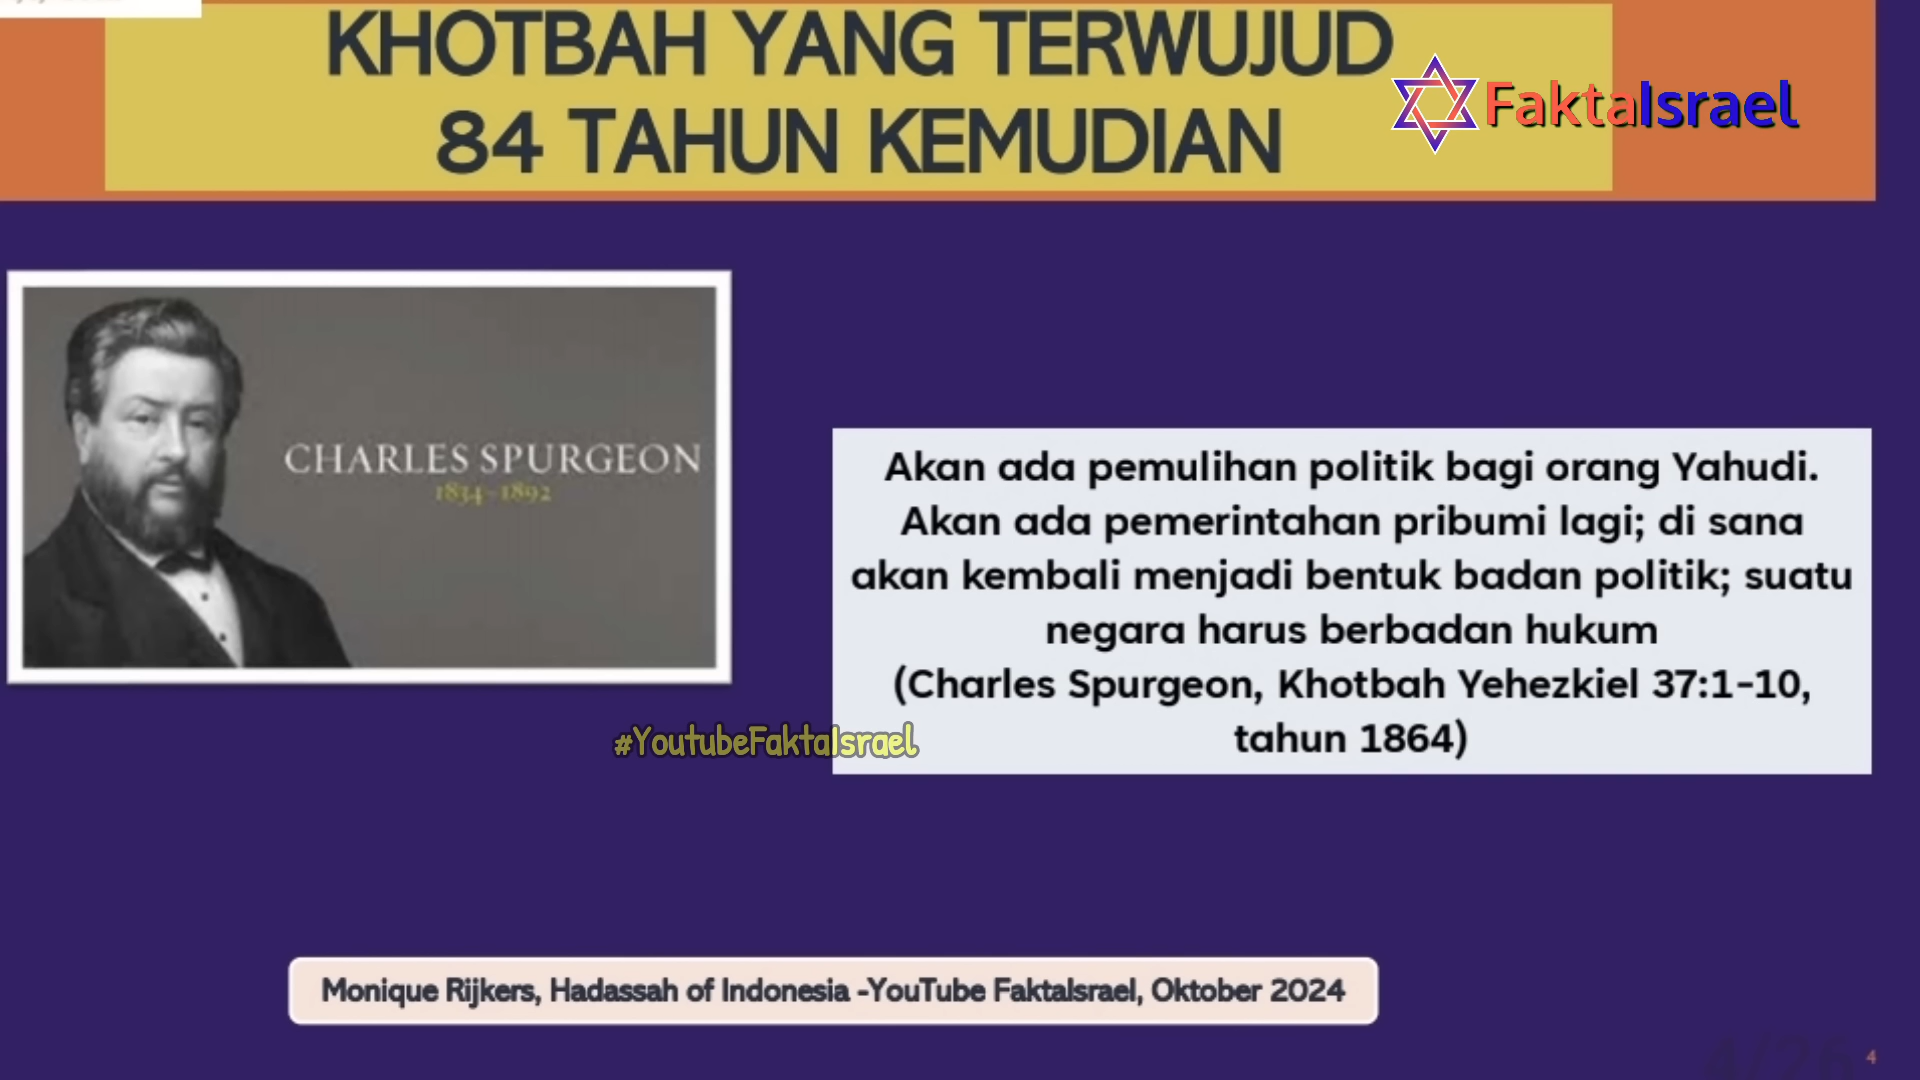 KHOTBAH YANG TERWUJUD
84 TAHUN KEMUDIAN
FaktaIsrael
CHARLES SPURGEON
1834-1892
Akan ada pemulihan politik bagi orang Yahudi.
Akan ada pemerintahan pribumi lagi; di sana
akan kembali menjadi bentuk badan politik; suatu
negara harus berbadan hukum
(Charles Spurgeon, Khotbah Yehezkiel 37:1-10,
tahun 1864)
#YoutubeFaktaIsrael
Monique Rijkers, Hadassah of Indonesia -YouTube FaktaIsrael, Oktober 2024
4/26
4